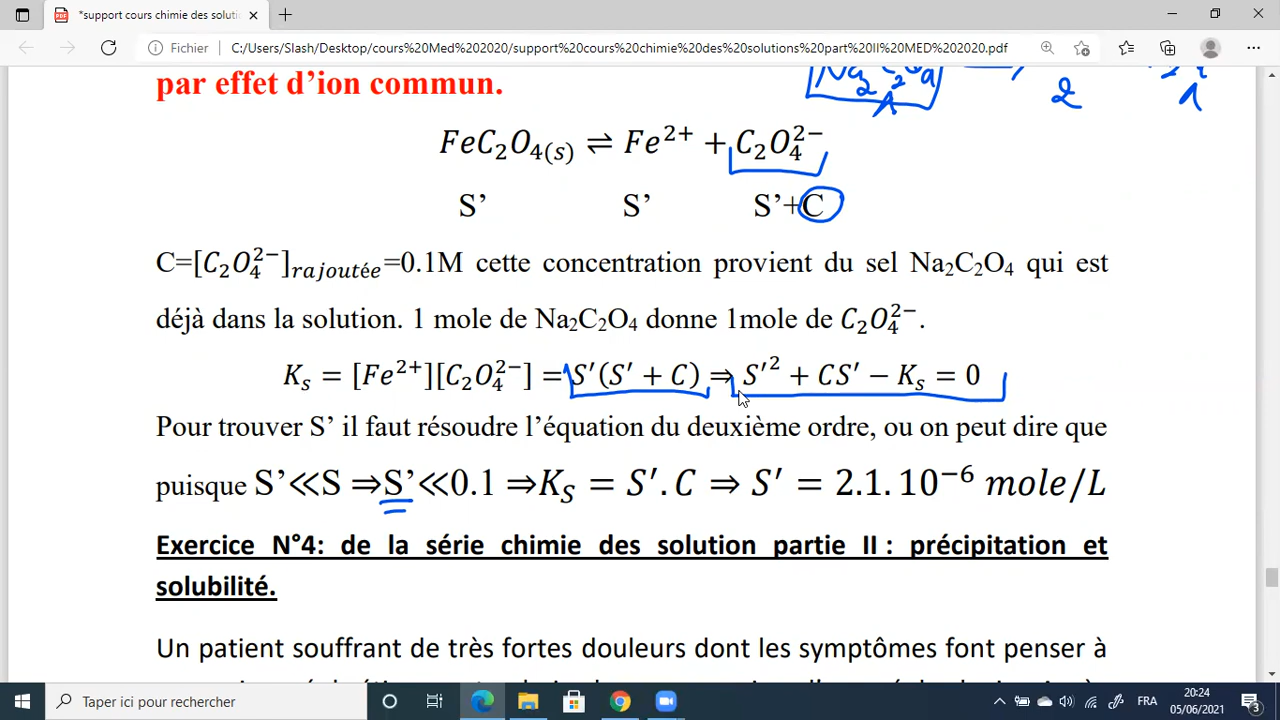 *support cours chimie des soluti
Fichier
C:/Users/Slash/Desktop/cours%20Med%202020/support%20cours%20chimie%20des%20solutions%20part%20II%20MED%202020.pdf
par effet d’ion commun.
2
1
FeC₂O₄₍ₛ₎ ⇌ Fe²⁺ + C₂O₄²⁻
S’ S’ S’+C
C=[C₂O₄²⁻]rajoutée=0.1M cette concentration provient du sel Na₂C₂O₄ qui est
déjà dans la solution. 1 mole de Na₂C₂O₄ donne 1mole de C₂O₄²⁻.
Kₛ = [Fe²⁺][C₂O₄²⁻] = S′(S′ + C) ⇒ S′² + CS′ − Kₛ = 0
Pour trouver S’ il faut résoudre l’équation du deuxième ordre, ou on peut dire que
puisque S’≪S ⇒S’≪0.1 ⇒Kₛ = S′.C ⇒ S′ = 2.1.10⁻⁶ mole/L
Exercice N°4: de la série chimie des solution partie II : précipitation et
solubilité.
Un patient souffrant de très fortes douleurs dont les symptômes font penser à
Taper ici pour rechercher
FRA
20:24
05/06/2021
3